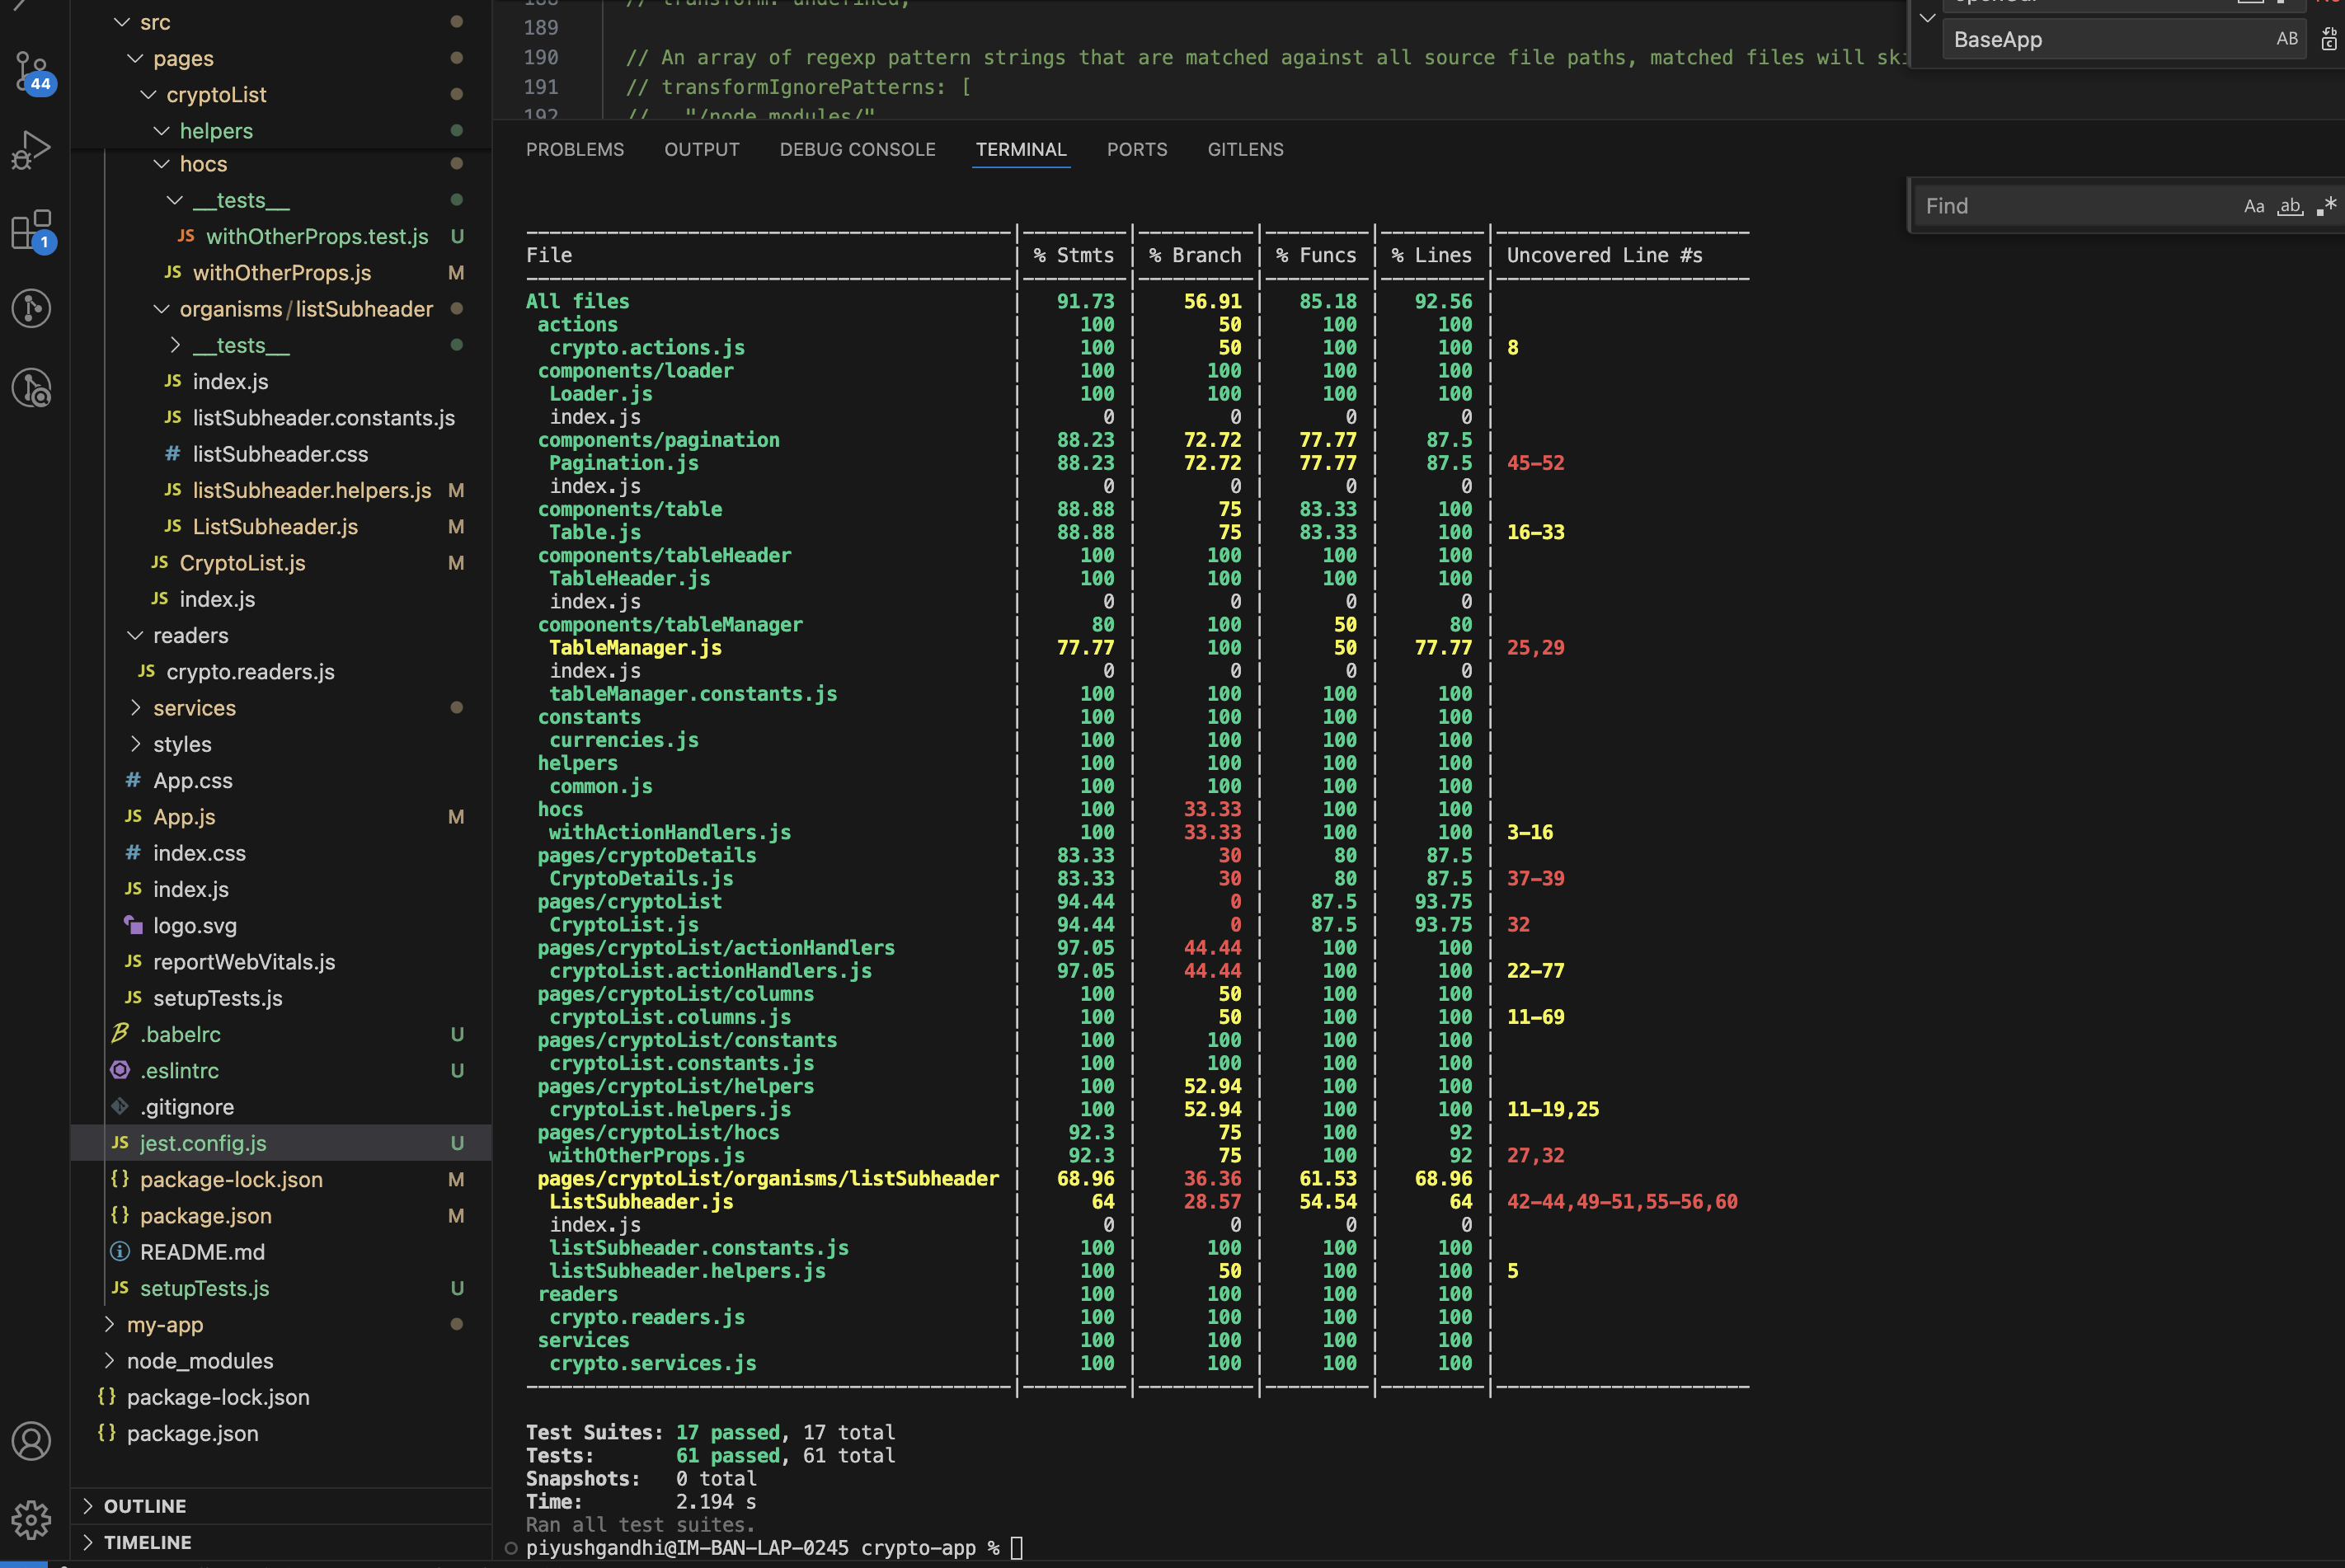 44
1
src
pages
cryptoList
helpers
hocs
__tests__
JS withOtherProps.test.js U
JS withOtherProps.js M
organisms/listSubheader
__tests__
JS index.js
JS listSubheader.constants.js
# listSubheader.css
JS listSubheader.helpers.js M
JS ListSubheader.js M
JS CryptoList.js M
JS index.js
readers
JS crypto.readers.js
services
styles
# App.css
JS App.js M
# index.css
JS index.js
logo.svg
JS reportWebVitals.js
JS setupTests.js
.babelrc U
.eslintrc U
.gitignore
JS jest.config.js U
{} package-lock.json M
{} package.json M
README.md
JS setupTests.js U
my-app
node_modules
{} package-lock.json
{} package.json
OUTLINE
TIMELINE
188 // transform: undefined,
189
190 // An array of regexp pattern strings that are matched against all source file paths, matched files will ski
191 // transformIgnorePatterns: [
192 // "/node_modules/"
BaseApp AB
PROBLEMS OUTPUT DEBUG CONSOLE TERMINAL PORTS GITLENS
Find Aa ab .*
File | % Stmts | % Branch | % Funcs | % Lines | Uncovered Line #s
All files | 91.73 | 56.91 | 85.18 | 92.56 |
actions | 100 | 50 | 100 | 100 |
crypto.actions.js | 100 | 50 | 100 | 100 | 8
components/loader | 100 | 100 | 100 | 100 |
Loader.js | 100 | 100 | 100 | 100 |
index.js | 0 | 0 | 0 | 0 |
components/pagination | 88.23 | 72.72 | 77.77 | 87.5 |
Pagination.js | 88.23 | 72.72 | 77.77 | 87.5 | 45-52
index.js | 0 | 0 | 0 | 0 |
components/table | 88.88 | 75 | 83.33 | 100 |
Table.js | 88.88 | 75 | 83.33 | 100 | 16-33
components/tableHeader | 100 | 100 | 100 | 100 |
TableHeader.js | 100 | 100 | 100 | 100 |
index.js | 0 | 0 | 0 | 0 |
components/tableManager | 80 | 100 | 50 | 80 |
TableManager.js | 77.77 | 100 | 50 | 77.77 | 25,29
index.js | 0 | 0 | 0 | 0 |
tableManager.constants.js | 100 | 100 | 100 | 100 |
constants | 100 | 100 | 100 | 100 |
currencies.js | 100 | 100 | 100 | 100 |
helpers | 100 | 100 | 100 | 100 |
common.js | 100 | 100 | 100 | 100 |
hocs | 100 | 33.33 | 100 | 100 |
withActionHandlers.js | 100 | 33.33 | 100 | 100 | 3-16
pages/cryptoDetails | 83.33 | 30 | 80 | 87.5 |
CryptoDetails.js | 83.33 | 30 | 80 | 87.5 | 37-39
pages/cryptoList | 94.44 | 0 | 87.5 | 93.75 |
CryptoList.js | 94.44 | 0 | 87.5 | 93.75 | 32
pages/cryptoList/actionHandlers | 97.05 | 44.44 | 100 | 100 |
cryptoList.actionHandlers.js | 97.05 | 44.44 | 100 | 100 | 22-77
pages/cryptoList/columns | 100 | 50 | 100 | 100 |
cryptoList.columns.js | 100 | 50 | 100 | 100 | 11-69
pages/cryptoList/constants | 100 | 100 | 100 | 100 |
cryptoList.constants.js | 100 | 100 | 100 | 100 |
pages/cryptoList/helpers | 100 | 52.94 | 100 | 100 |
cryptoList.helpers.js | 100 | 52.94 | 100 | 100 | 11-19,25
pages/cryptoList/hocs | 92.3 | 75 | 100 | 92 |
withOtherProps.js | 92.3 | 75 | 100 | 92 | 27,32
pages/cryptoList/organisms/listSubheader | 68.96 | 36.36 | 61.53 | 68.96 |
ListSubheader.js | 64 | 28.57 | 54.54 | 64 | 42-44,49-51,55-56,60
index.js | 0 | 0 | 0 | 0 |
listSubheader.constants.js | 100 | 100 | 100 | 100 |
listSubheader.helpers.js | 100 | 50 | 100 | 100 | 5
readers | 100 | 100 | 100 | 100 |
crypto.readers.js | 100 | 100 | 100 | 100 |
services | 100 | 100 | 100 | 100 |
crypto.services.js | 100 | 100 | 100 | 100 |
Test Suites: 17 passed, 17 total
Tests: 61 passed, 61 total
Snapshots: 0 total
Time: 2.194 s
Ran all test suites.
piyushgandhi@IM-BAN-LAP-0245 crypto-app %